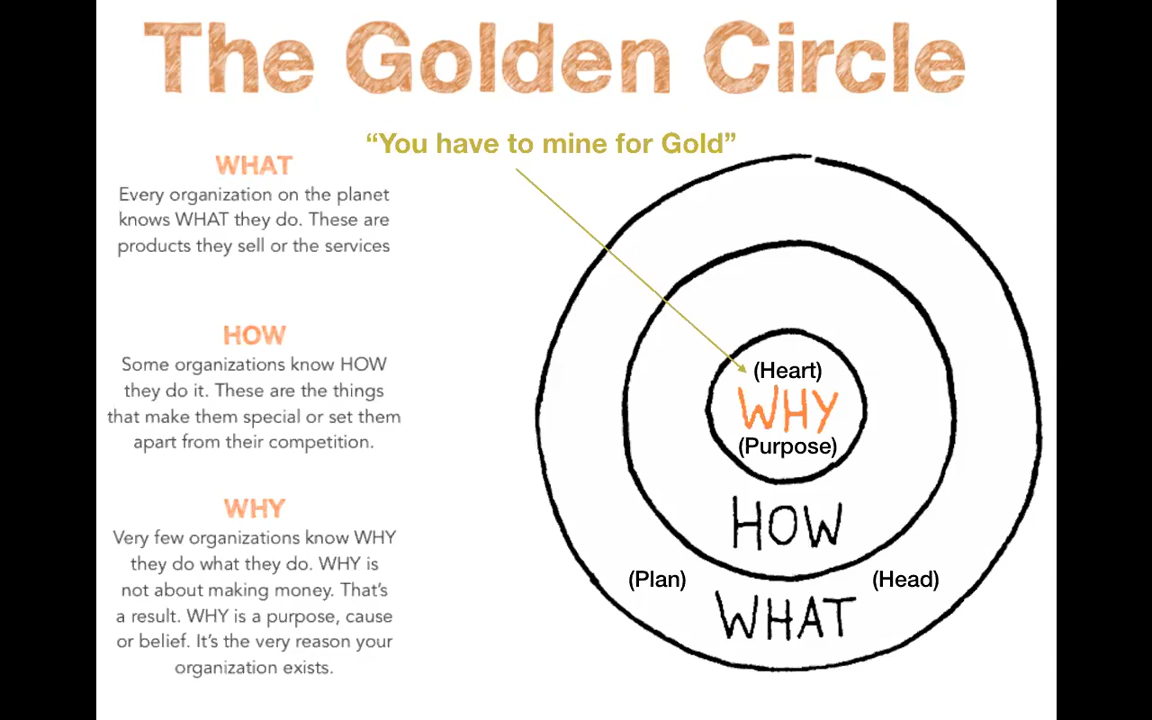 The Golden Circle
“You have to mine for Gold”
WHAT
Every organization on the planet
knows WHAT they do. These are
products they sell or the services
HOW
Some organizations know HOW
they do it. These are the things
that make them special or set them
apart from their competition.
WHY
Very few organizations know WHY
they do what they do. WHY is
not about making money. That’s
a result. WHY is a purpose, cause
or belief. It’s the very reason your
organization exists.
(Heart)
WHY
(Purpose)
HOW
(Plan)
(Head)
WHAT